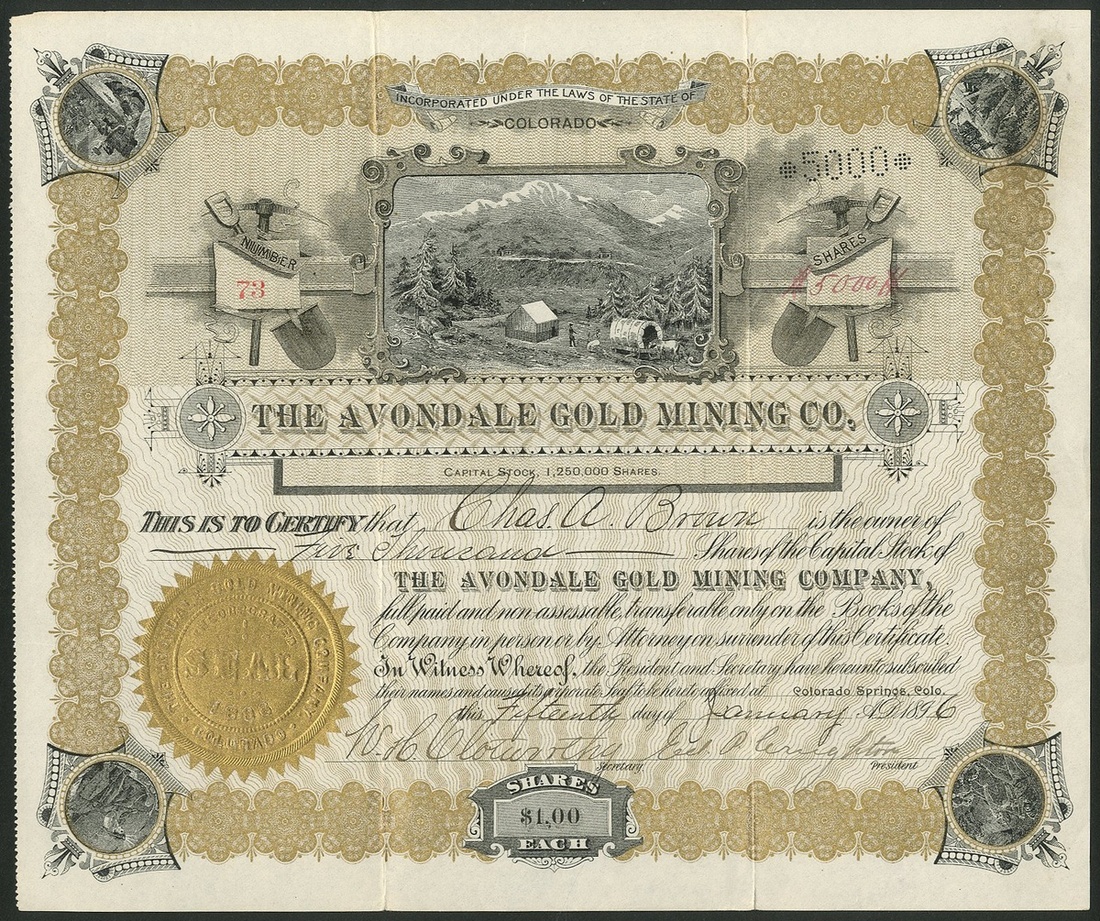 INCORPORATED UNDER THE LAWS OF THE STATE OF
COLORADO
*5000*
NUMBER
73
SHARES
5000
THE AVONDALE GOLD MINING CO.
CAPITAL STOCK, 1,250,000 SHARES.
THIS IS TO CERTIFY that Chas. A. Brown is the owner of
Five Thousand Shares of the Capital Stock of
THE AVONDALE GOLD MINING COMPANY,
full paid and non-assessable, transferable only on the Books of the
Company in person or by Attorney on surrender of this Certificate.
In Witness Whereof, the President and Secretary have hereunto subscribed
their names and caused its corporate Seal to be hereto affixed at Colorado Springs, Colo.
this Fifteenth day of January A.D. 1896
Secretary. President
GOLD MINING COMPANY
INCORPORATED
SEAL
COLORADO
SHARES
$1.00
EACH